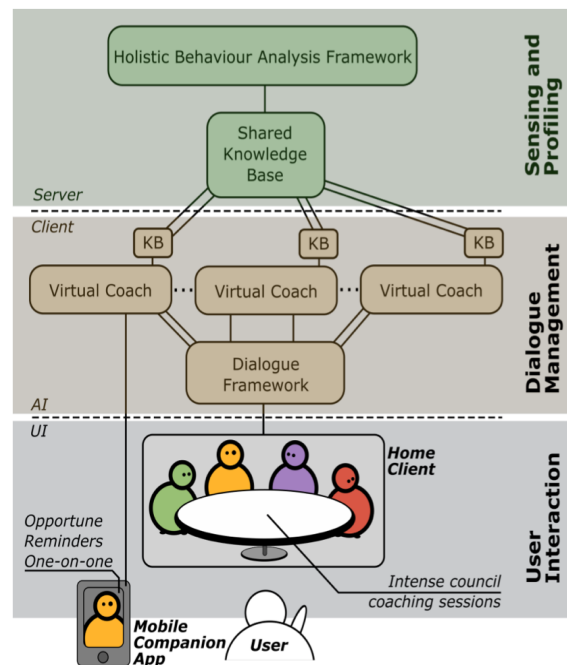 Holistic Behaviour Analysis Framework
Sensing and
Profiling
Shared
Knowledge
Base
Server
Client
KB
KB
KB
Virtual Coach
Virtual Coach
Virtual Coach
Dialogue
Management
Dialogue
Framework
AI
UI
Home
Client
User
Interaction
Opportune
Reminders
One-on-one
Intense council
coaching sessions
Mobile
Companion
App
User